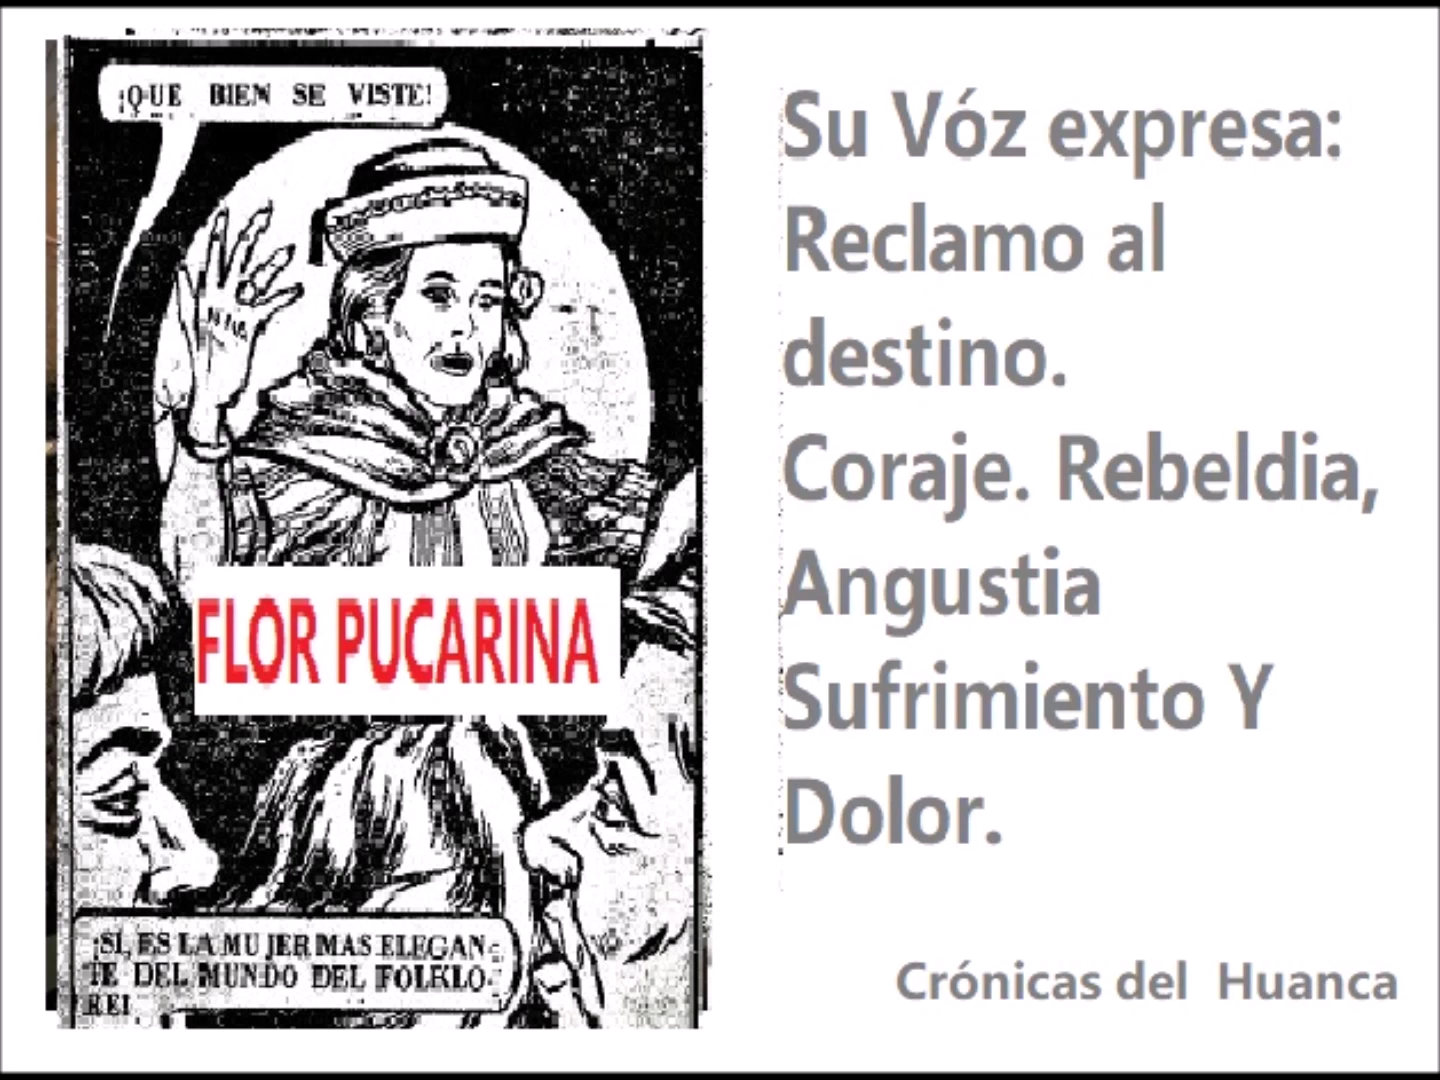 ¡QUE BIEN SE VISTE!
FLOR PUCARINA
¡SI, ES LA MUJER MAS ELEGAN-
TE DEL MUNDO DEL FOLKLO-
RE!
Su Vóz expresa:
Reclamo al
destino.
Coraje. Rebeldia,
Angustia
Sufrimiento Y
Dolor.
Crónicas del Huanca